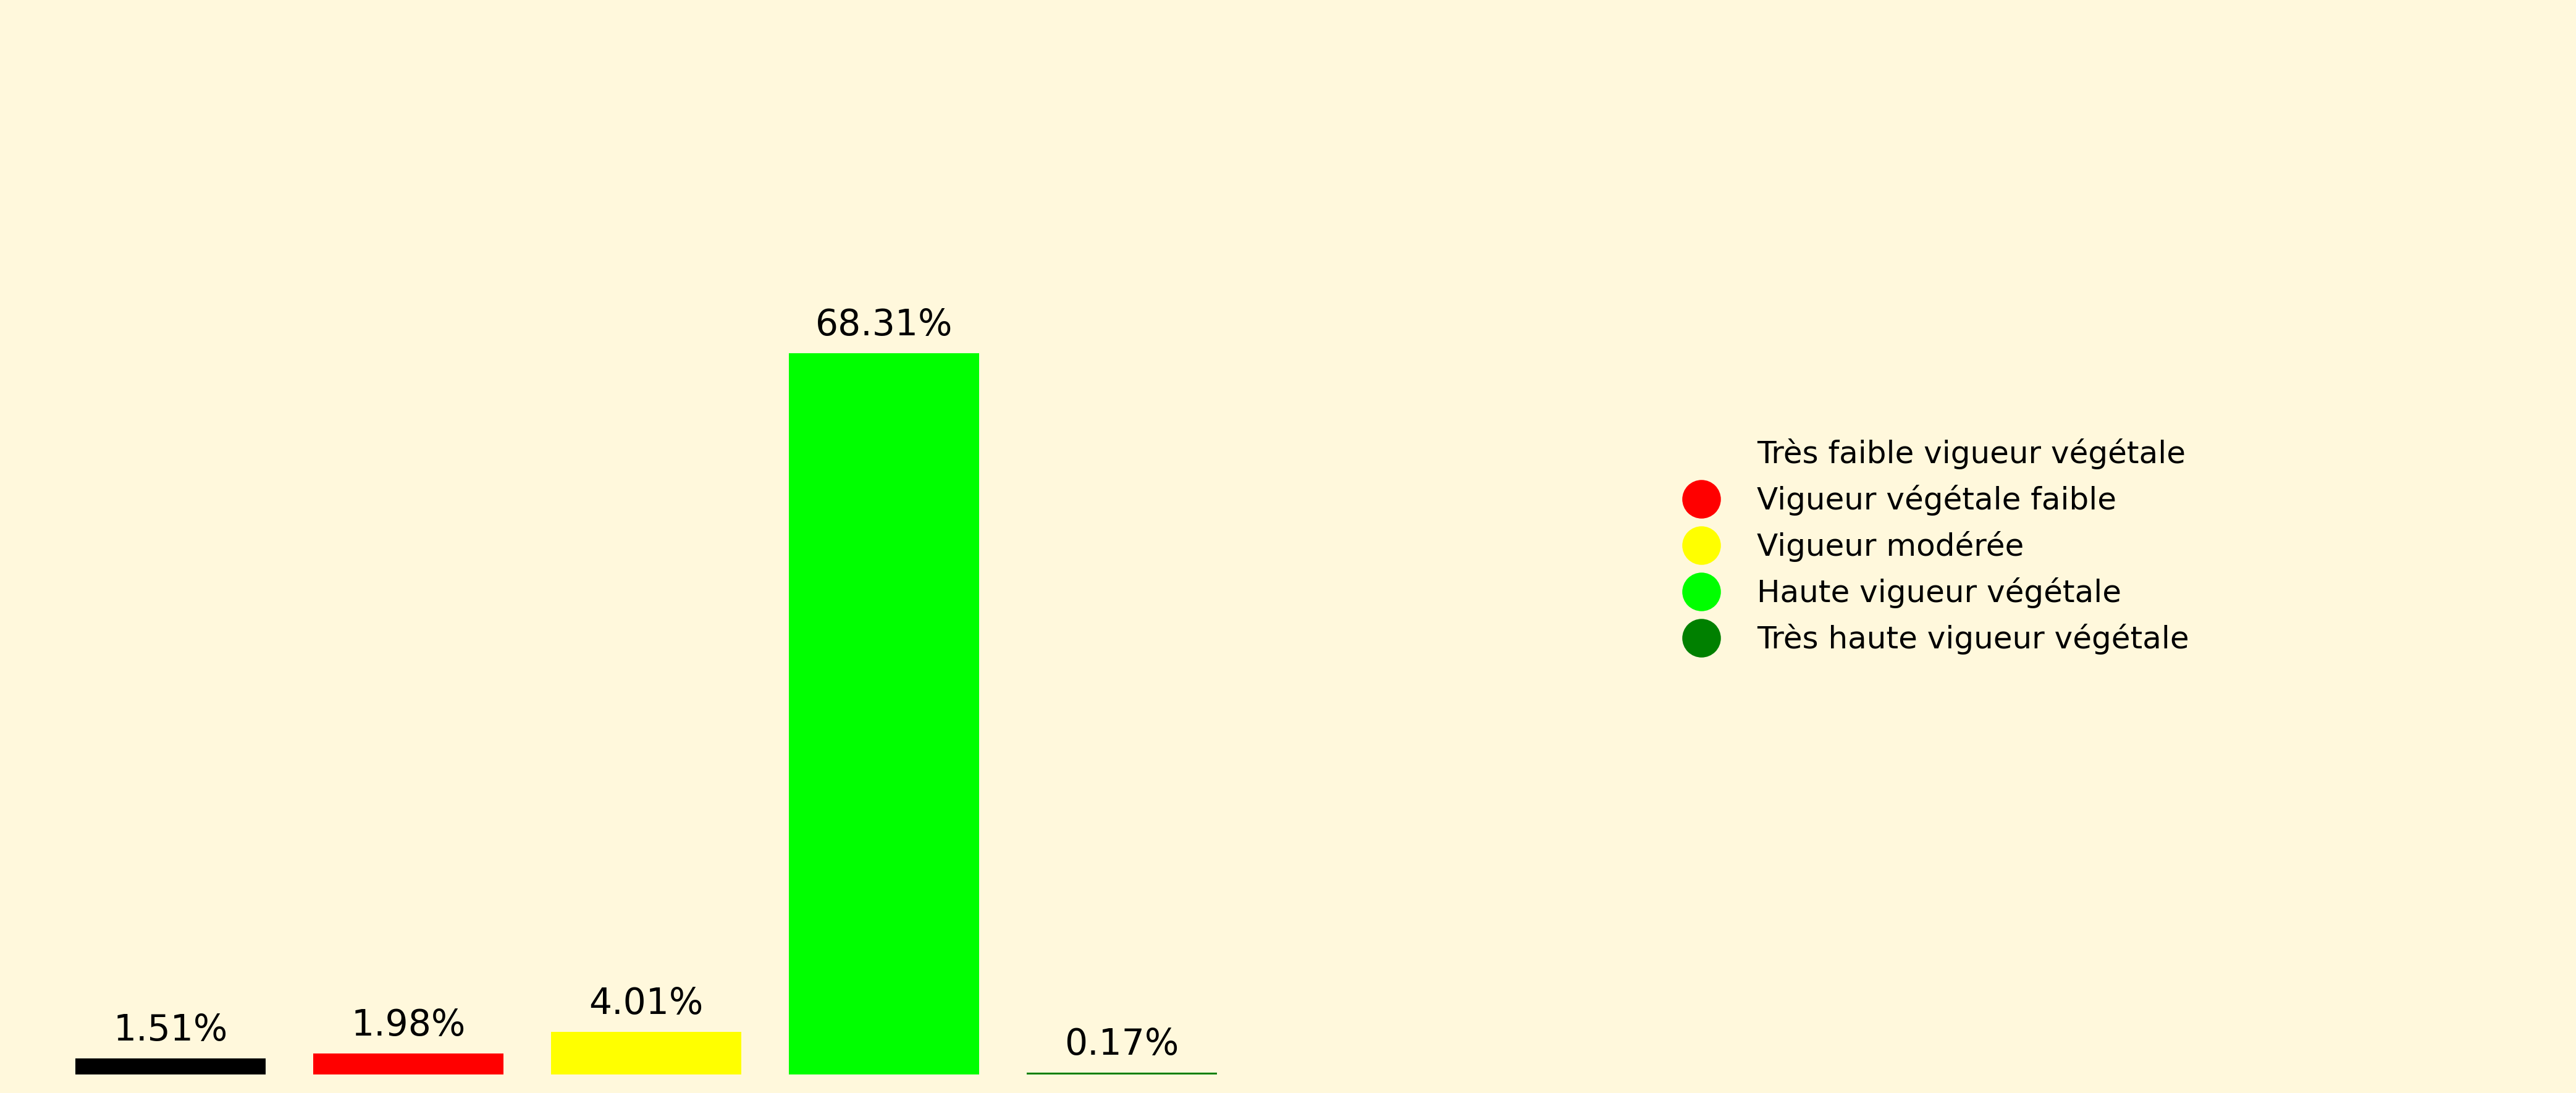 68.31%
1.51%
1.98%
4.01%
0.17%
Très faible vigueur végétale
Vigueur végétale faible
Vigueur modérée
Haute vigueur végétale
Très haute vigueur végétale